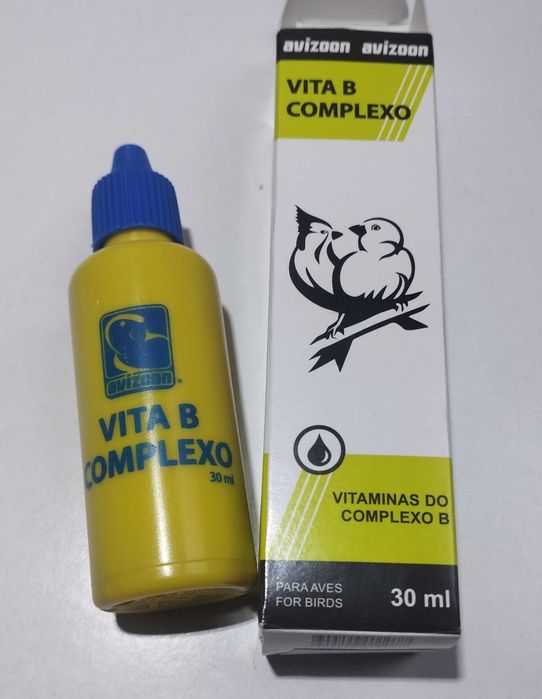 avizoon avizoon
VITA B
COMPLEXO
VITAMINAS DO
COMPLEXO B
PARA AVES
FOR BIRDS
30 ml
avizoon
VITA B
COMPLEXO
30 ml